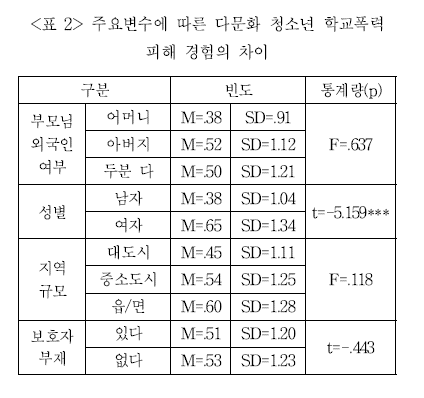 <표 2> 주요변수에 따른 다문화 청소년 학교폭력
피해 경험의 차이
구분 빈도 통계량(p)
부모님 외국인 여부 어머니 M=.38 SD=.91 F=.637
아버지 M=.52 SD=1.12
두분 다 M=.50 SD=1.21
성별 남자 M=.38 SD=1.04 t=-5.159***
여자 M=.65 SD=1.34
지역 규모 대도시 M=.45 SD=1.11 F=.118
중소도시 M=.54 SD=1.25
읍/면 M=.60 SD=1.28
보호자 부재 있다 M=.51 SD=1.20 t=-.443
없다 M=.53 SD=1.23